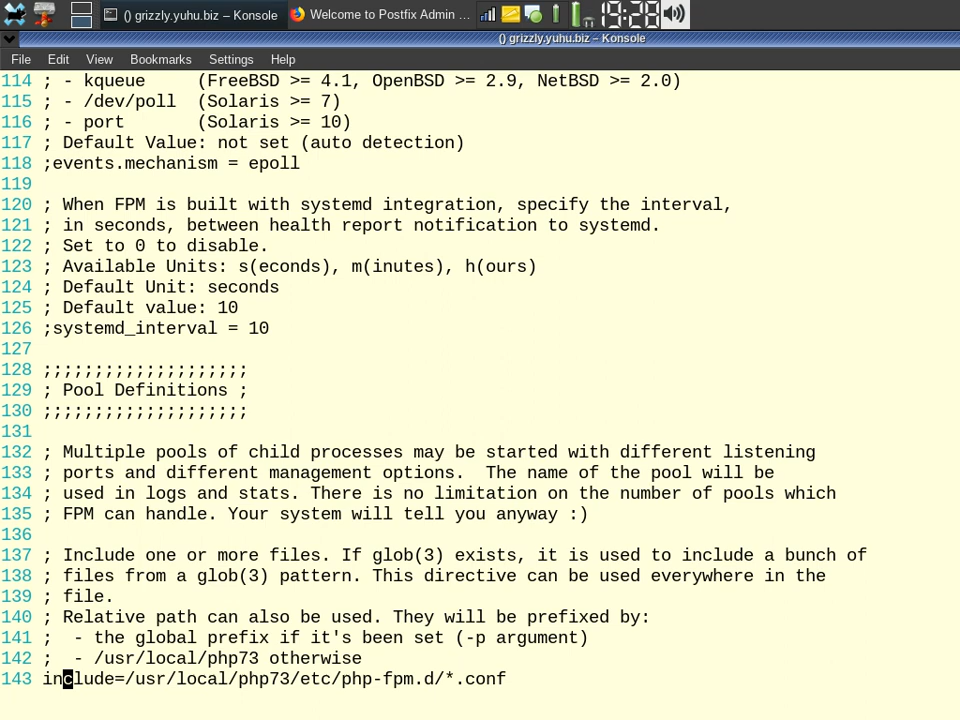 () grizzly.yuhu.biz – Konsole
Welcome to Postfix Admin ...
19:28
() grizzly.yuhu.biz – Konsole
File Edit View Bookmarks Settings Help
114 ; - kqueue     (FreeBSD >= 4.1, OpenBSD >= 2.9, NetBSD >= 2.0)
115 ; - /dev/poll  (Solaris >= 7)
116 ; - port       (Solaris >= 10)
117 ; Default Value: not set (auto detection)
118 ;events.mechanism = epoll
119
120 ; When FPM is built with systemd integration, specify the interval,
121 ; in seconds, between health report notification to systemd.
122 ; Set to 0 to disable.
123 ; Available Units: s(econds), m(inutes), h(ours)
124 ; Default Unit: seconds
125 ; Default value: 10
126 ;systemd_interval = 10
127
128 ;;;;;;;;;;;;;;;;;;;;
129 ; Pool Definitions ;
130 ;;;;;;;;;;;;;;;;;;;;
131
132 ; Multiple pools of child processes may be started with different listening
133 ; ports and different management options.  The name of the pool will be
134 ; used in logs and stats. There is no limitation on the number of pools which
135 ; FPM can handle. Your system will tell you anyway :)
136
137 ; Include one or more files. If glob(3) exists, it is used to include a bunch of
138 ; files from a glob(3) pattern. This directive can be used everywhere in the
139 ; file.
140 ; Relative path can also be used. They will be prefixed by:
141 ;  - the global prefix if it's been set (-p argument)
142 ;  - /usr/local/php73 otherwise
143 include=/usr/local/php73/etc/php-fpm.d/*.conf